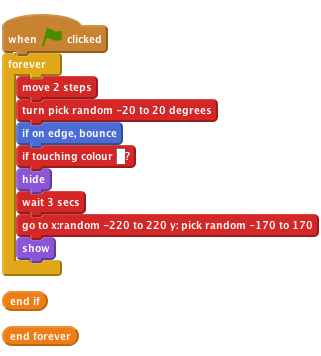 when clicked
forever
move 2 steps
turn pick random -20 to 20 degrees
if on edge, bounce
if touching colour ?
hide
wait 3 secs
go to x:random -220 to 220 y: pick random -170 to 170
show
end if
end forever